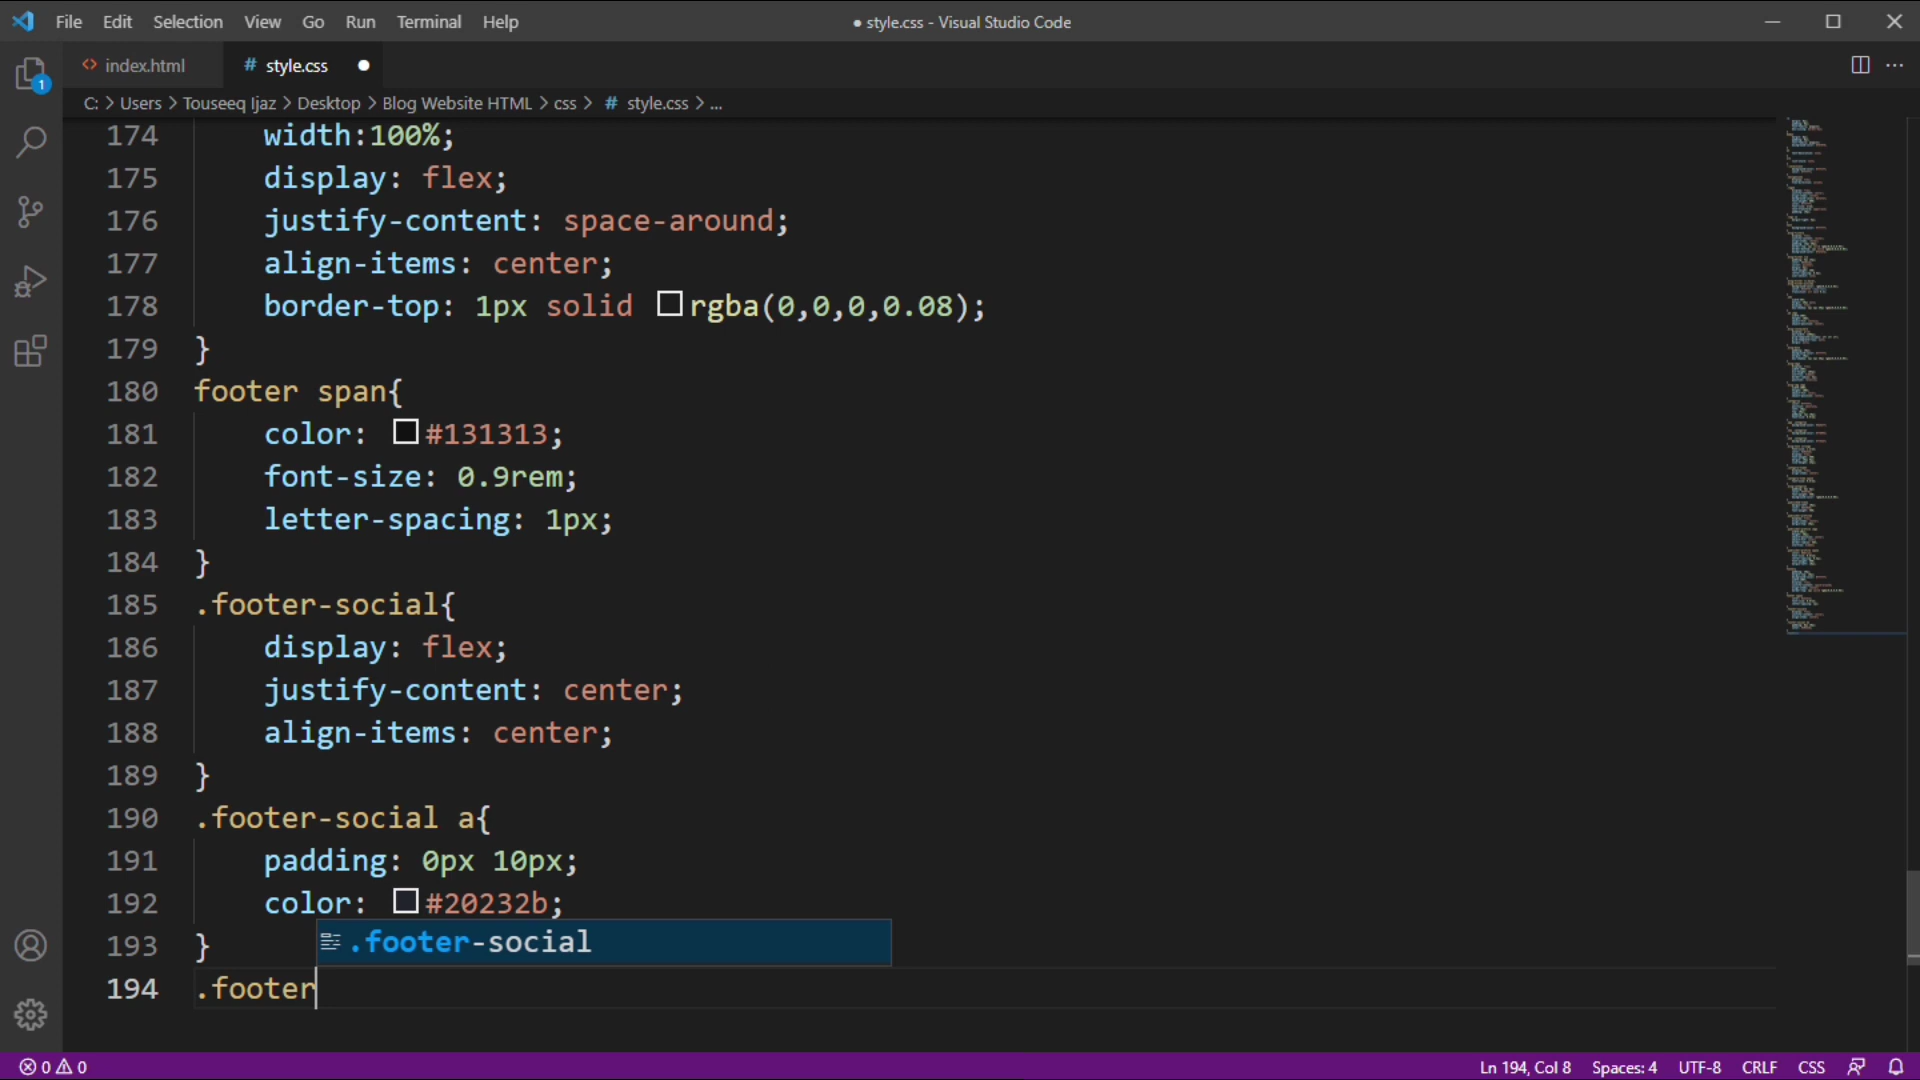 File Edit Selection View Go Run Terminal Help
● style.css - Visual Studio Code
1
<> index.html
# style.css ●
C: > Users > Touseeq Ijaz > Desktop > Blog Website HTML > css > # style.css > ...
174 width:100%;
175 display: flex;
176 justify-content: space-around;
177 align-items: center;
178 border-top: 1px solid rgba(0,0,0,0.08);
179 }
180 footer span{
181 color: #131313;
182 font-size: 0.9rem;
183 letter-spacing: 1px;
184 }
185 .footer-social{
186 display: flex;
187 justify-content: center;
188 align-items: center;
189 }
190 .footer-social a{
191 padding: 0px 10px;
192 color: #20232b;
193 }
.footer-social
194 .footer
0 0
Ln 194, Col 8 Spaces: 4 UTF-8 CRLF CSS